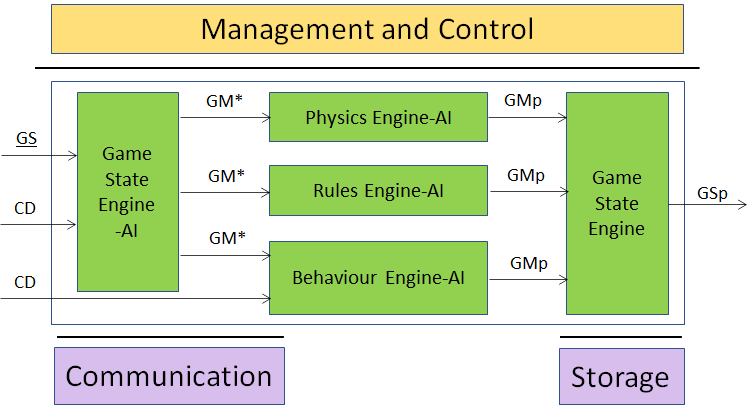 Management and Control
GM*
GMp
Physics Engine-AI
GS
Game
State
Engine
-AI
GM*
Rules Engine-AI
GMp
Game
State
Engine
GSp
CD
GM*
GMp
Behaviour Engine-AI
CD
Communication
Storage